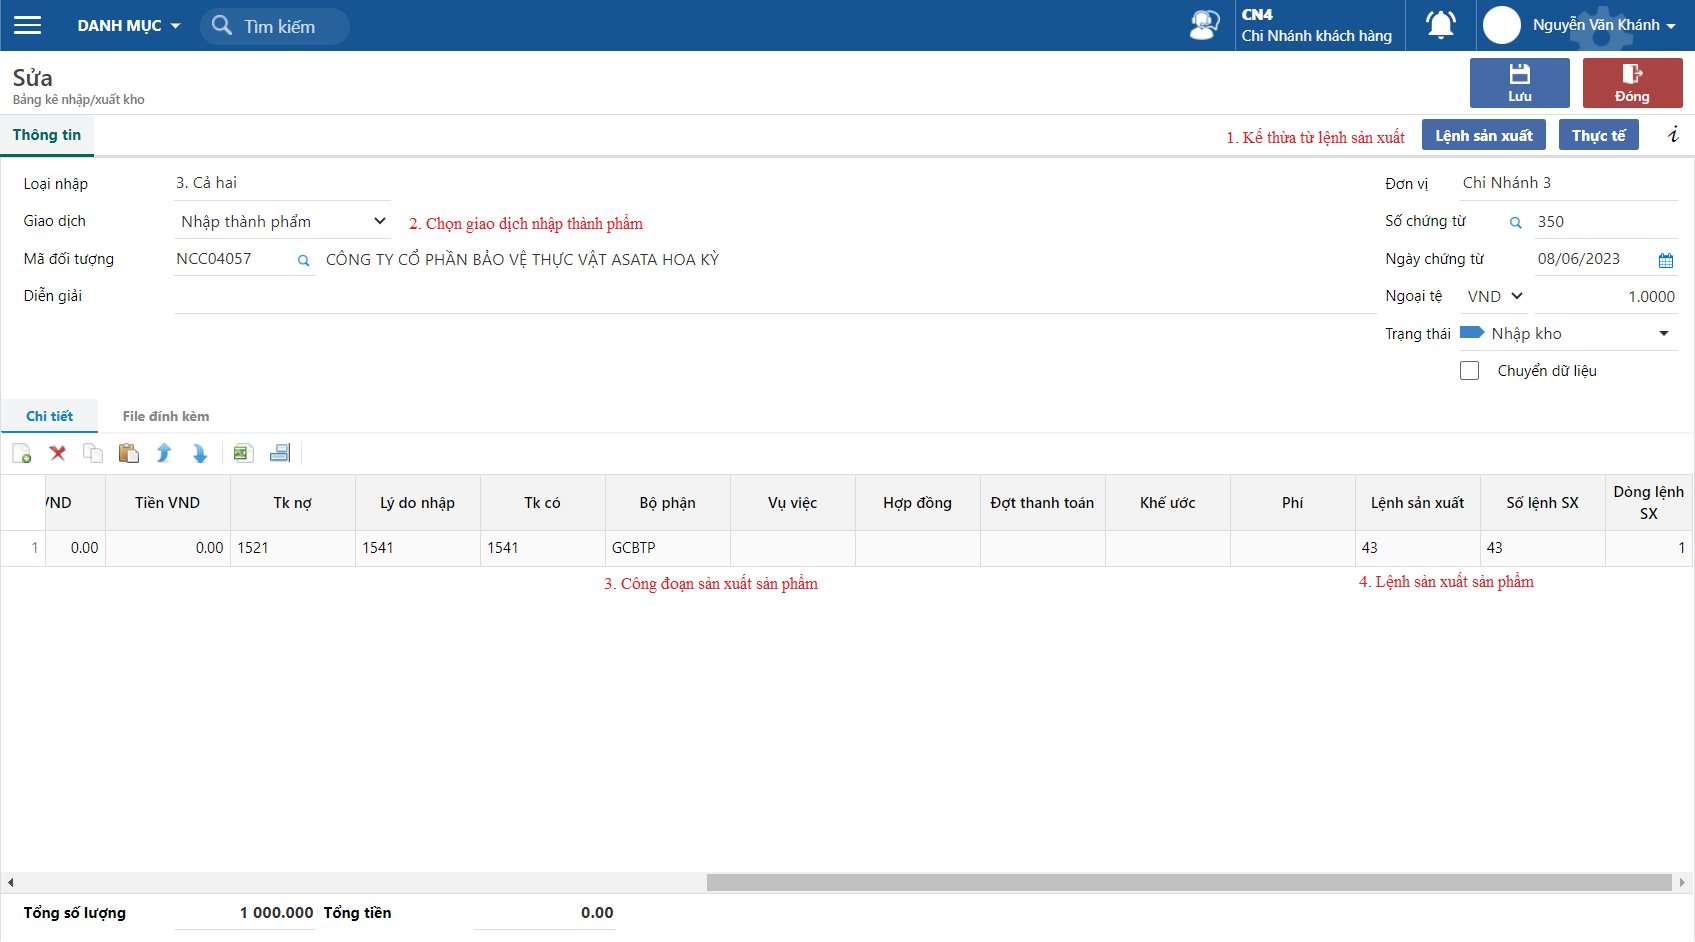 DANH MỤC
Tìm kiếm
CN4
Chi Nhánh khách hàng
Nguyễn Văn Khánh
Sửa
Bảng kê nhập/xuất kho
Lưu
Đóng
Thông tin
1. Kế thừa từ lệnh sản xuất
Lệnh sản xuất
Thực tế
i
Loại nhập 3. Cả hai
Đơn vị Chi Nhánh 3
Giao dịch Nhập thành phẩm
2. Chọn giao dịch nhập thành phẩm
Số chứng từ 350
Mã đối tượng NCC04057 CÔNG TY CỔ PHẦN BẢO VỆ THỰC VẬT ASATA HOA KỲ
Ngày chứng từ 08/06/2023
Diễn giải
Ngoại tệ VND 1.0000
Trạng thái Nhập kho
Chuyển dữ liệu
Chi tiết File đính kèm
VND Tiền VND Tk nợ Lý do nhập Tk có Bộ phận Vụ việc Hợp đồng Đợt thanh toán Khế ước Phí Lệnh sản xuất Số lệnh SX Dòng lệnh SX
1 0.00 0.00 1521 1541 1541 GCBTP 43 43 1
3. Công đoạn sản xuất sản phẩm
4. Lệnh sản xuất sản phẩm
Tổng số lượng 1 000.000 Tổng tiền 0.00